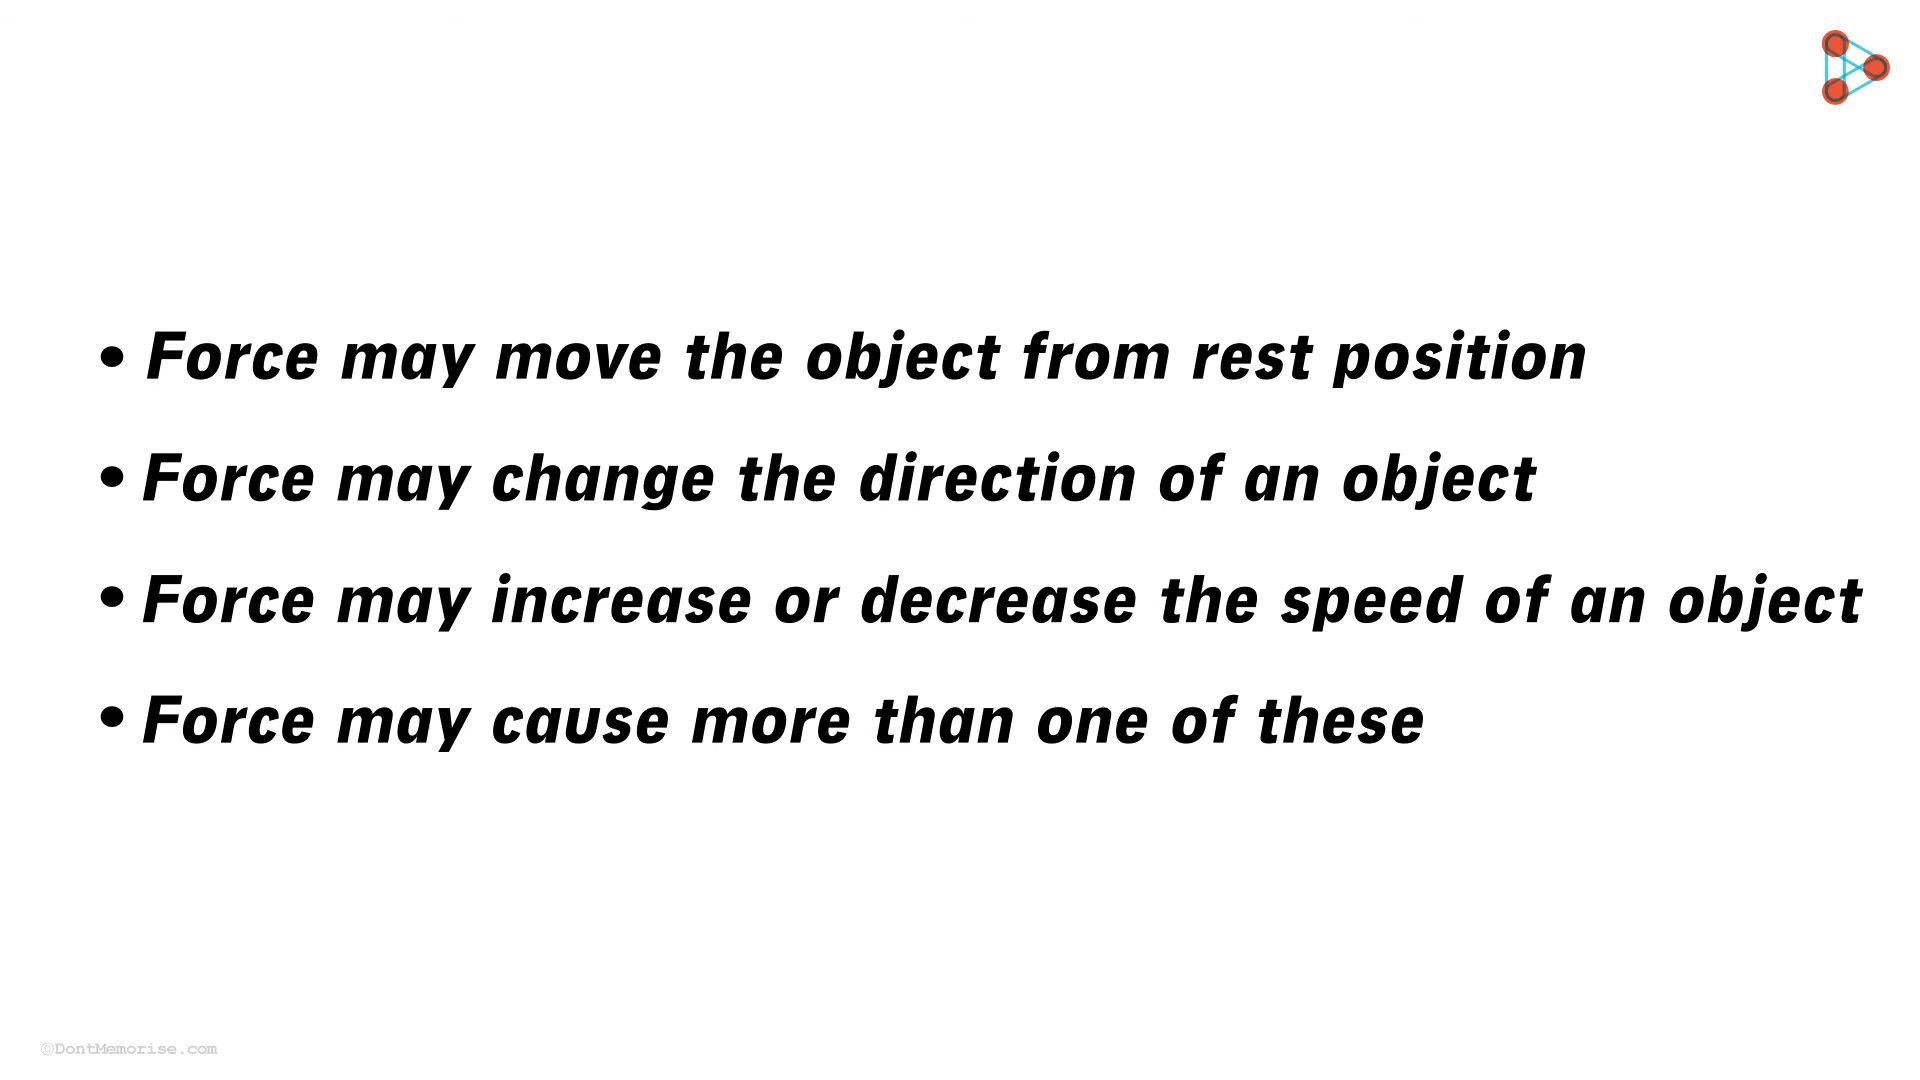 • Force may move the object from rest position
• Force may change the direction of an object
• Force may increase or decrease the speed of an object
• Force may cause more than one of these
©DontMemorise.com